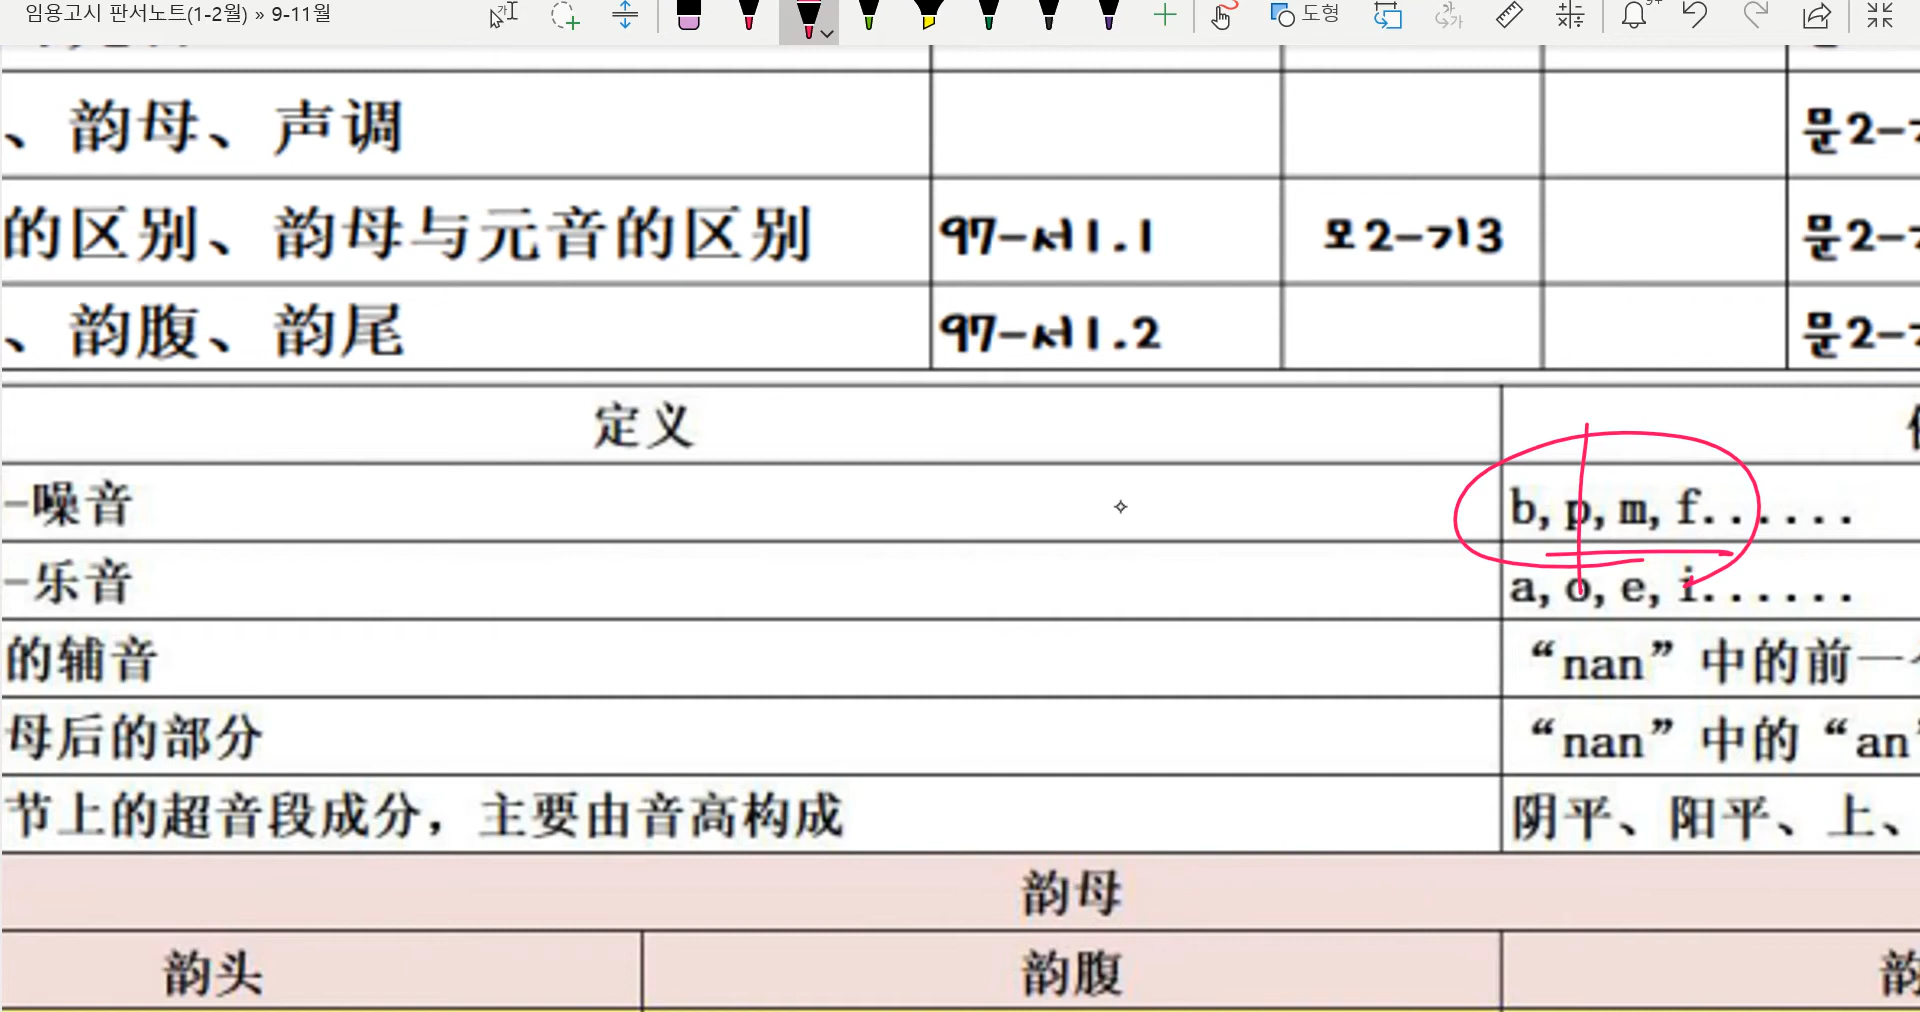 임용고시 판서노트(1-2월) » 9-11월
도형
、韵母、声调
문2-
的区别、韵母与元音的区别 97-서1.1 모2-기3 문2-
、韵腹、韵尾 97-서1.2 문2-
定义
-噪音 b, p, m, f......
-乐音 a, o, e, i......
的辅音 “nan” 中的前一
母后的部分 “nan” 中的 “an”
节上的超音段成分，主要由音高构成 阴平、阳平、上、
韵母
韵头 韵腹